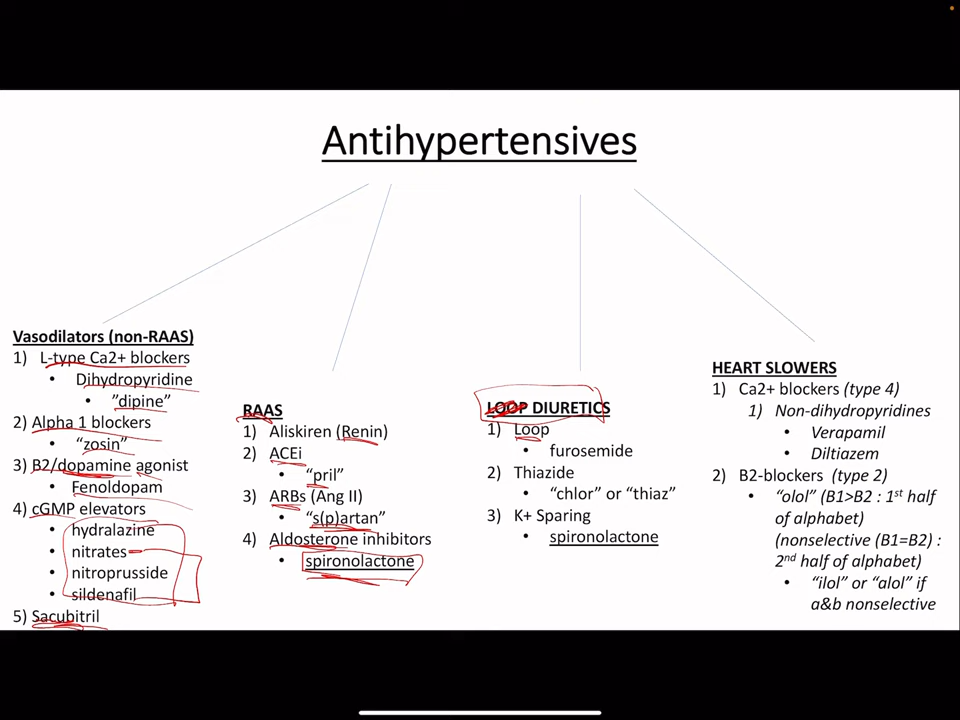 Antihypertensives
Vasodilators (non-RAAS)
1) L-type Ca2+ blockers
• Dihydropyridine
• ”dipine”
2) Alpha 1 blockers
• “zosin”
3) B2/dopamine agonist
• Fenoldopam
4) cGMP elevators
• hydralazine
• nitrates
• nitroprusside
• sildenafil
5) Sacubitril
RAAS
1) Aliskiren (Renin)
2) ACEi
• “pril”
3) ARBs (Ang II)
• “s(p)artan”
4) Aldosterone inhibitors
• spironolactone
LOOP DIURETICS
1) Loop
• furosemide
2) Thiazide
• “chlor” or “thiaz”
3) K+ Sparing
• spironolactone
HEART SLOWERS
1) Ca2+ blockers (type 4)
1) Non-dihydropyridines
• Verapamil
• Diltiazem
2) B2-blockers (type 2)
• “olol” (B1>B2 : 1st half
of alphabet)
(nonselective (B1=B2) :
2nd half of alphabet)
• “ilol” or “alol” if
a&b nonselective